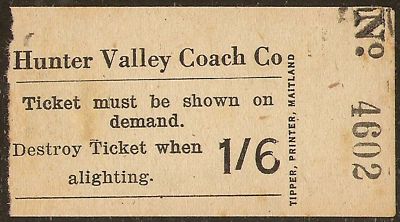 Hunter Valley Coach Co
Ticket must be shown on
demand.
Destroy Ticket when
alighting.
1/6
TIPPER, PRINTER, MAITLAND
No. 4602